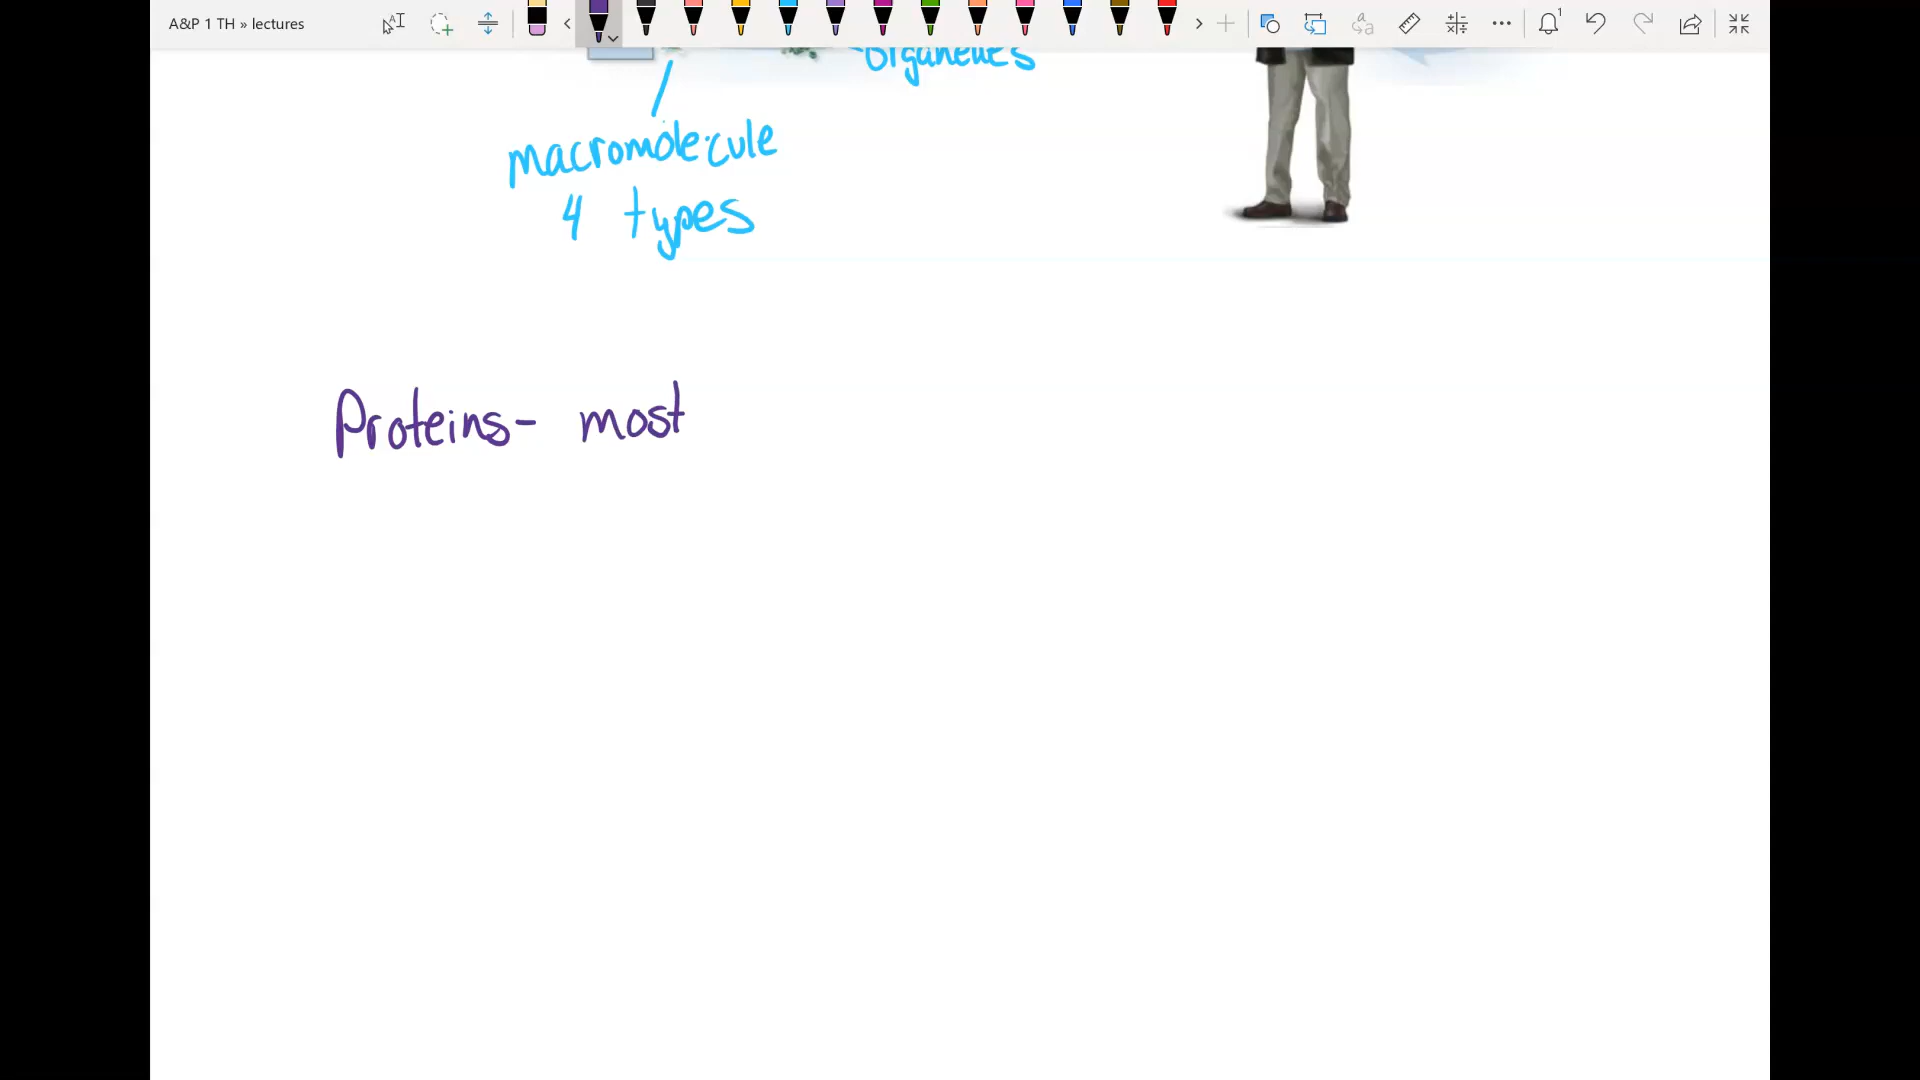 A&P 1 TH » lectures
organelles
macromolecule
4 types
Proteins- most